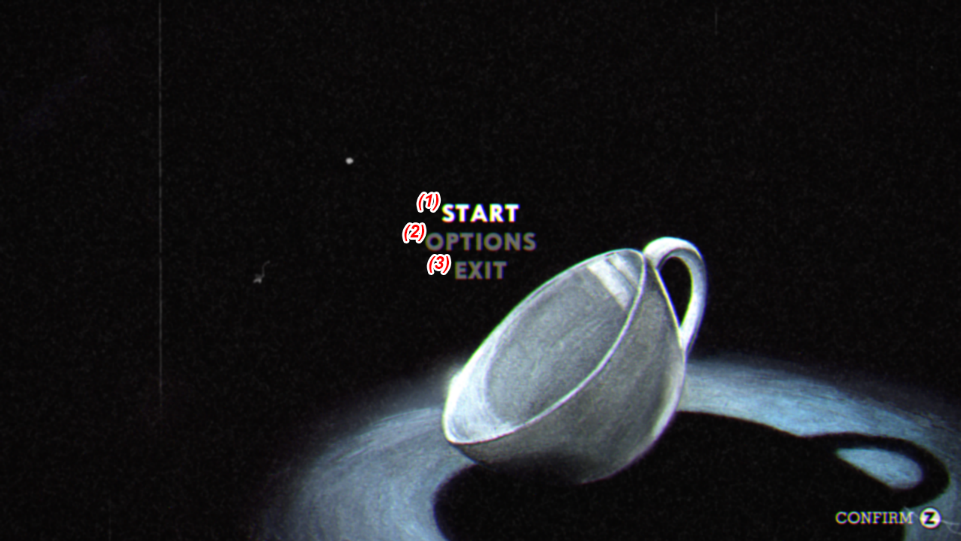 (1) START
(2) OPTIONS
(3) EXIT
CONFIRM Z